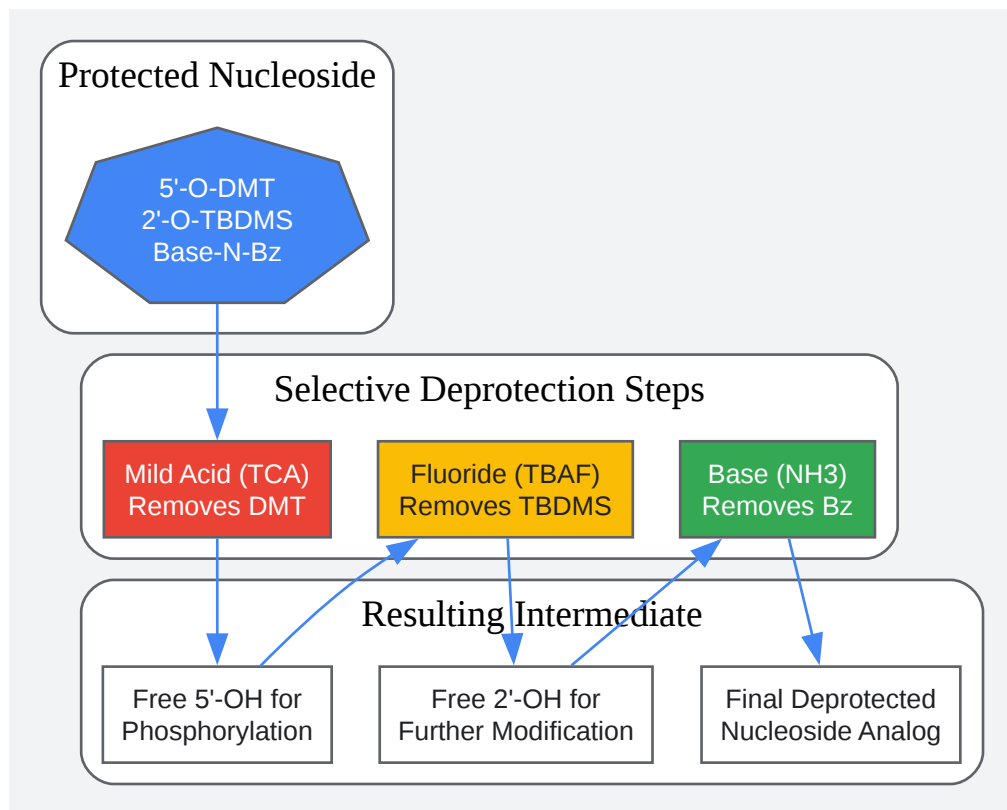 Protected Nucleoside
5'-O-DMT
2'-O-TBDMS
Base-N-Bz
Selective Deprotection Steps
Mild Acid (TCA)
Removes DMT
Fluoride (TBAF)
Removes TBDMS
Base (NH3)
Removes Bz
Resulting Intermediate
Free 5'-OH for
Phosphorylation
Free 2'-OH for
Further Modification
Final Deprotected
Nucleoside Analog